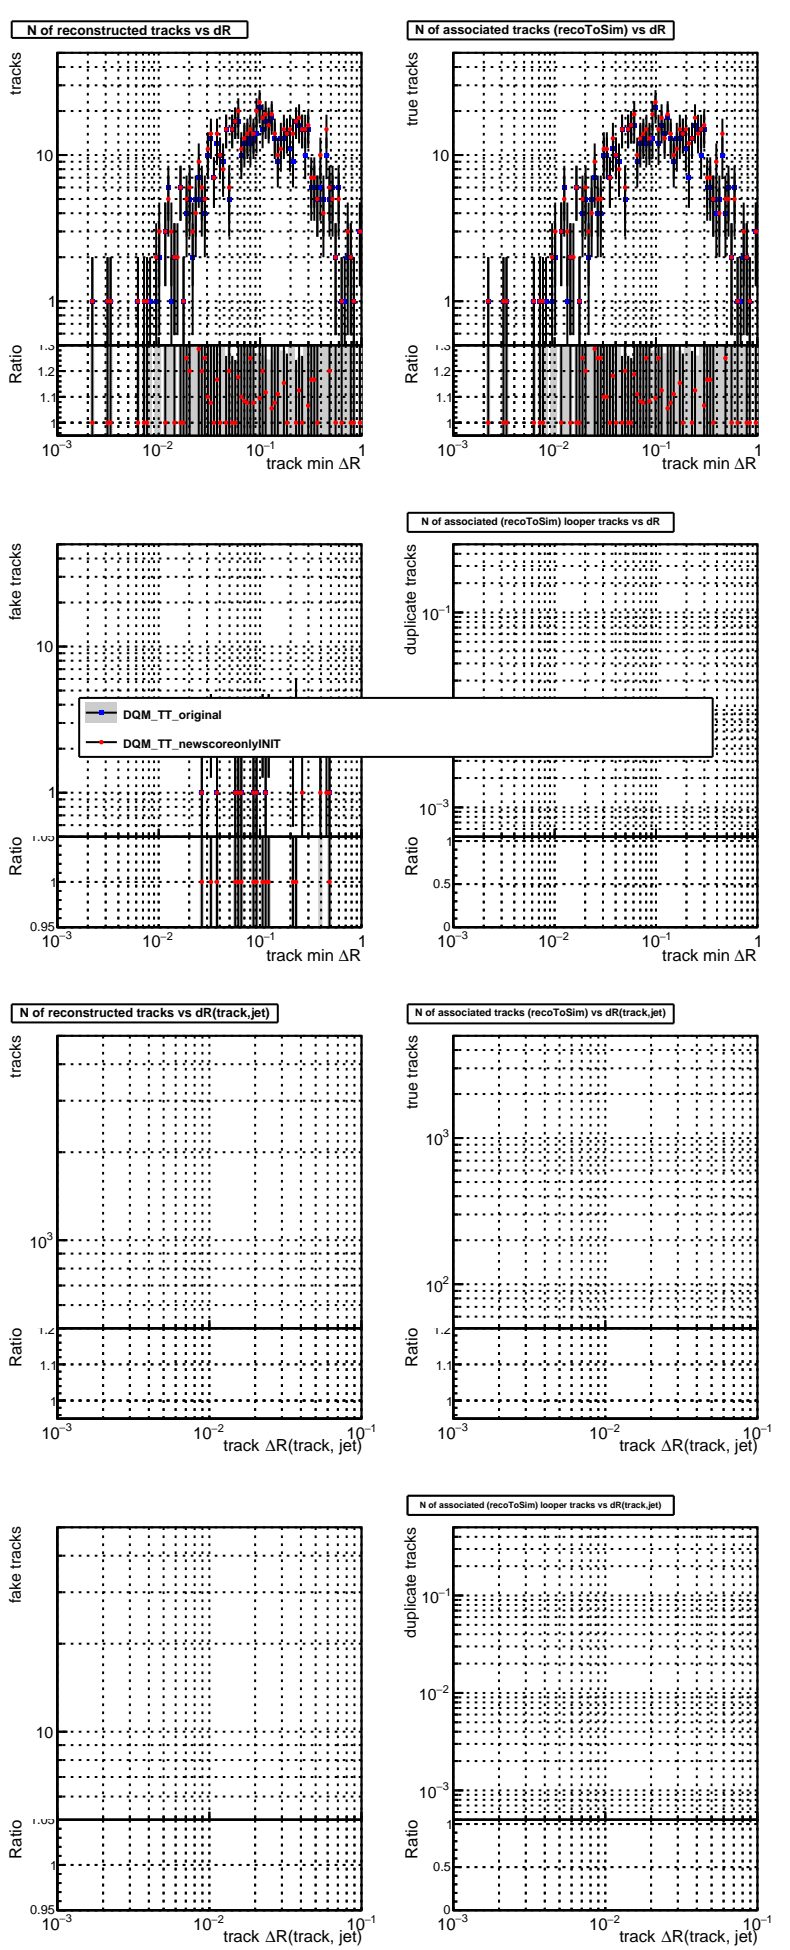 N of reconstructed tracks vs dR
tracks
10
1
Ratio
1.3
1.2
1.1
1
10−3
10−2
10−1
1
track min ΔR
N of associated tracks (recoToSim) vs dR
true tracks
10
1
Ratio
1.3
1.2
1.1
1
10−3
10−2
10−1
1
track min ΔR
fake tracks
10
1
Ratio
1.05
1
0.95
10−3
10−2
10−1
1
track min ΔR
N of associated (recoToSim) looper tracks vs dR
duplicate tracks
10−1
10−3
Ratio
1
0.5
0
10−3
10−2
10−1
1
track min ΔR
DQM_TT_original
DQM_TT_newscoreonlyINIT
N of reconstructed tracks vs dR(track,jet)
tracks
103
Ratio
1.2
1.1
1
10−3
10−2
10−1
track ΔR(track, jet)
N of associated tracks (recoToSim) vs dR(track,jet)
true tracks
103
102
Ratio
1.2
1.1
1
10−3
10−2
10−1
track ΔR(track, jet)
fake tracks
10
Ratio
1.05
1
0.95
10−3
10−2
10−1
track ΔR(track, jet)
N of associated (recoToSim) looper tracks vs dR(track,jet)
duplicate tracks
10−1
10−2
10−3
Ratio
1
0.5
0
10−3
10−2
10−1
track ΔR(track, jet)